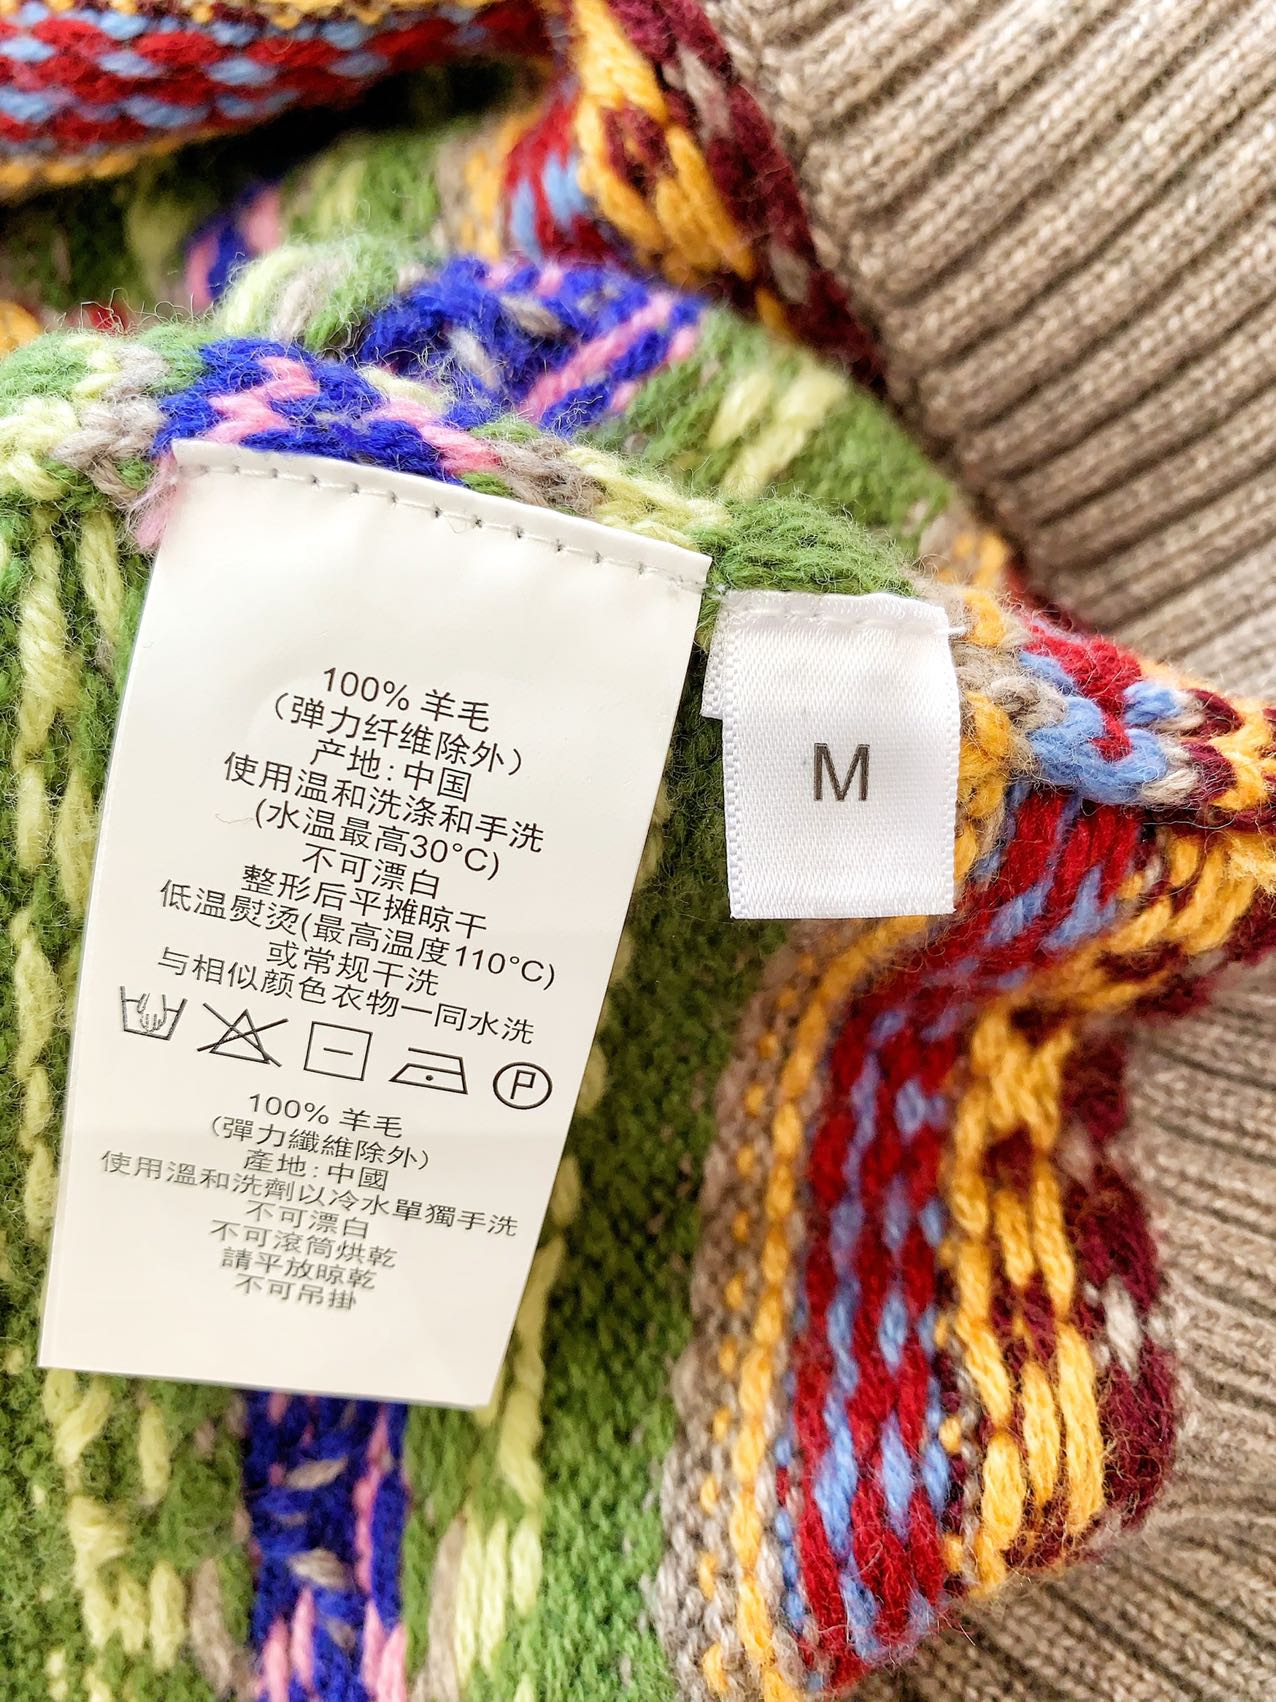 100% 羊毛
（弹力纤维除外）
产地: 中国
使用温和洗涤和手洗
(水温最高30°C)
不可漂白
整形后平摊晾干
低温熨烫(最高温度110°C)
或常规干洗
与相似颜色衣物一同水洗
P
100% 羊毛
（彈力纖維除外）
產地: 中國
使用溫和洗劑以冷水單獨手洗
不可漂白
不可滾筒烘乾
請平放晾乾
不可吊掛
M